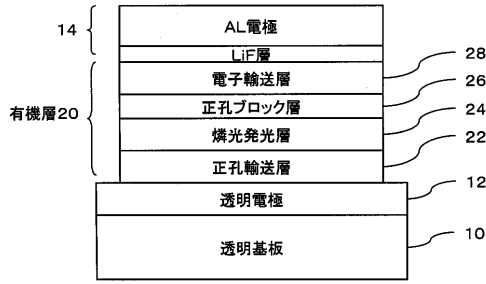 14
AL電極
LiF層
有機層20
電子輸送層
28
正孔ブロック層
26
燐光発光層
24
正孔輸送層
22
透明電極
12
透明基板
10